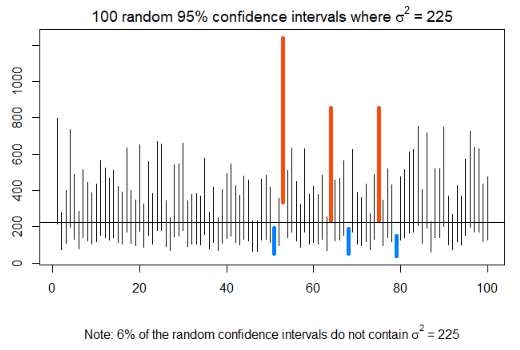 100 random 95% confidence intervals where σ² = 225
1000
800
600
400
200
0
0 20 40 60 80 100
Note: 6% of the random confidence intervals do not contain σ² = 225